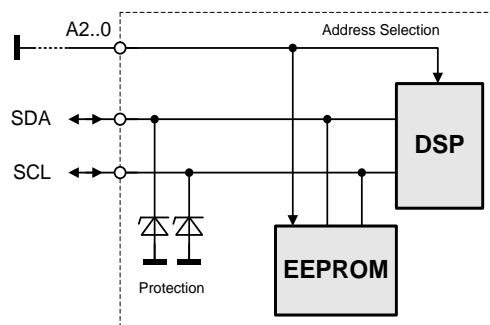 A2..0
Address Selection
SDA
DSP
SCL
EEPROM
Protection